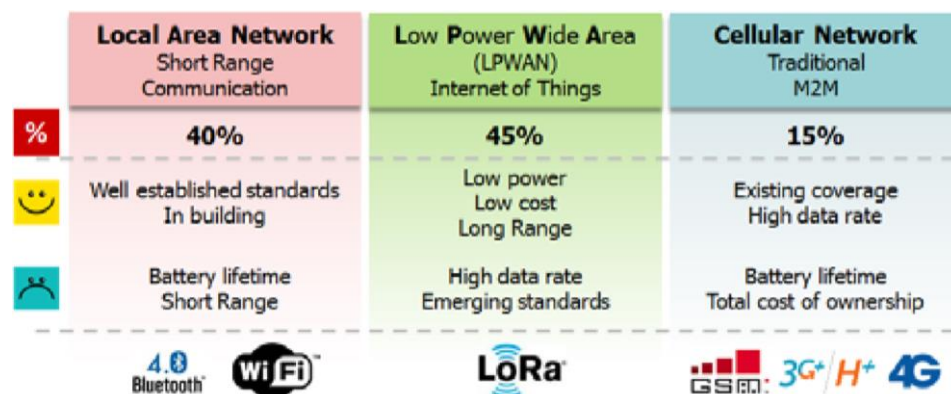 Local Area Network
Short Range
Communication
Low Power Wide Area
(LPWAN)
Internet of Things
Cellular Network
Traditional
M2M
%
40%
45%
15%
Well established standards
In building
Low power
Low cost
Long Range
Existing coverage
High data rate
Battery lifetime
Short Range
High data rate
Emerging standards
Battery lifetime
Total cost of ownership
4.0
Bluetooth™
Wi Fi™
LoRa
GSM
3G+/H+
4G